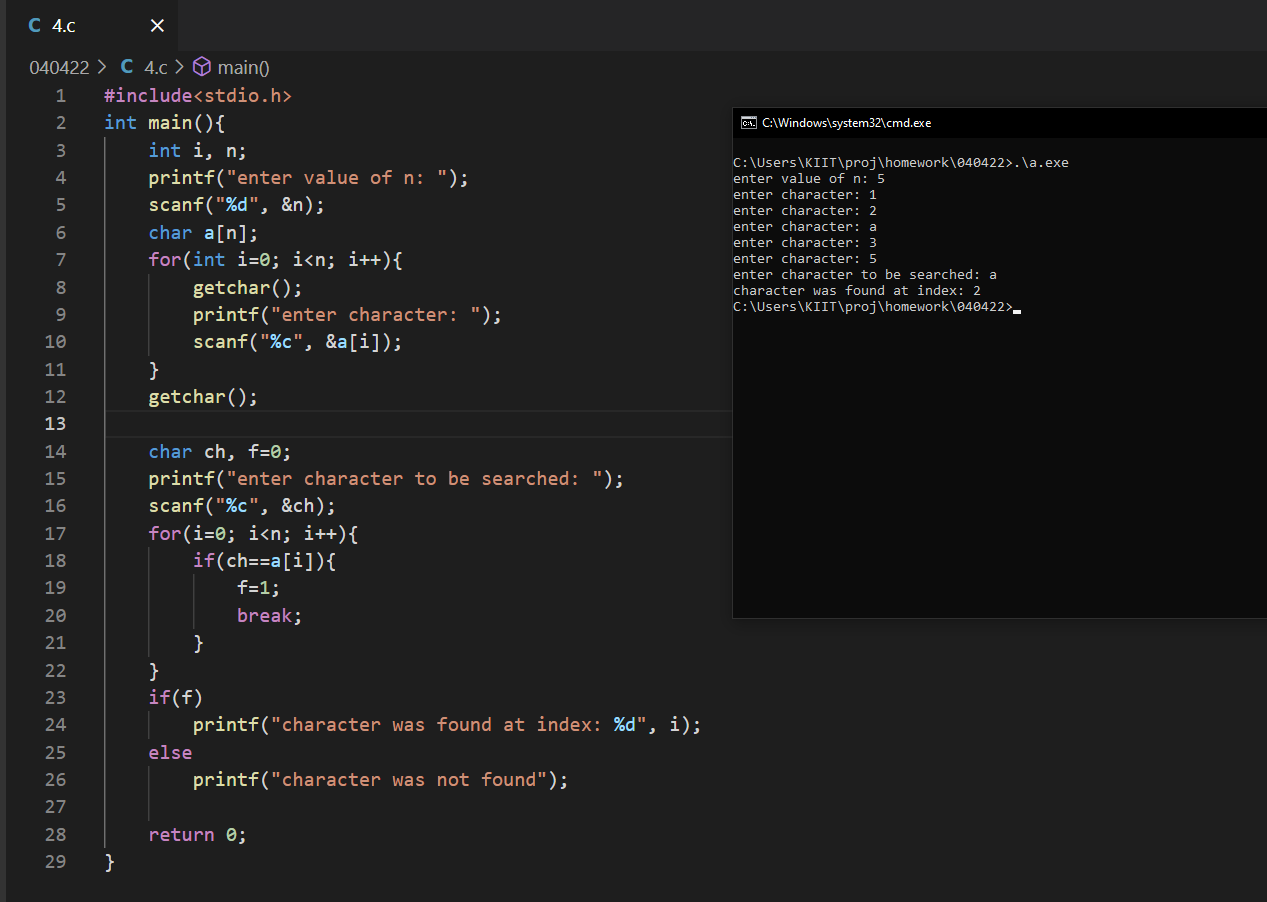 C 4.c ×
040422 > C 4.c > main()
1 #include<stdio.h>
2 int main(){
3     int i, n;
4     printf("enter value of n: ");
5     scanf("%d", &n);
6     char a[n];
7     for(int i=0; i<n; i++){
8         getchar();
9         printf("enter character: ");
10         scanf("%c", &a[i]);
11     }
12     getchar();
13
14     char ch, f=0;
15     printf("enter character to be searched: ");
16     scanf("%c", &ch);
17     for(i=0; i<n; i++){
18         if(ch==a[i]){
19             f=1;
20             break;
21         }
22     }
23     if(f)
24         printf("character was found at index: %d", i);
25     else
26         printf("character was not found");
27
28     return 0;
29 }
C:\Windows\system32\cmd.exe
C:\Users\KIIT\proj\homework\040422>.\a.exe
enter value of n: 5
enter character: 1
enter character: 2
enter character: a
enter character: 3
enter character: 5
enter character to be searched: a
character was found at index: 2
C:\Users\KIIT\proj\homework\040422>